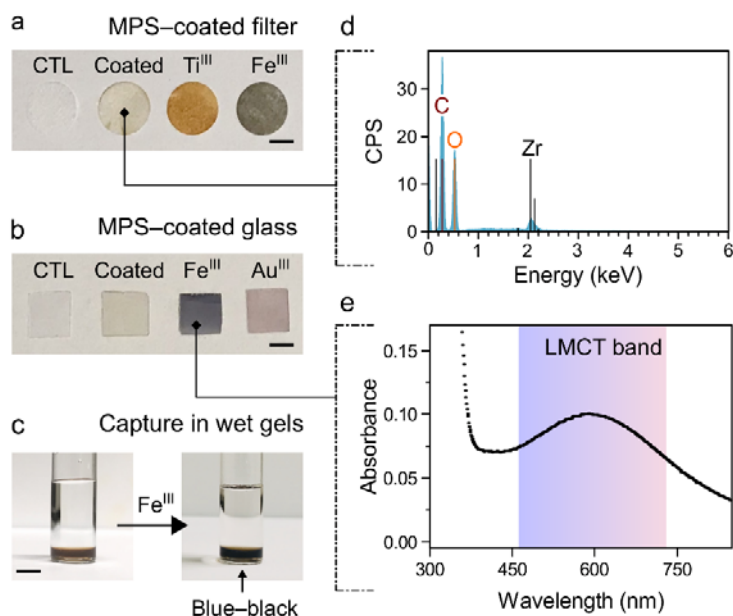 a
MPS–coated filter
CTL Coated Ti^III Fe^III
b
MPS–coated glass
CTL Coated Fe^III Au^III
c
Capture in wet gels
Fe^III
Blue–black
d
CPS
30
20
10
0
C
O
Zr
0 1 2 3 4 5 6
Energy (keV)
e
LMCT band
Absorbance
0.15
0.10
0.05
0.00
300 450 600 750
Wavelength (nm)